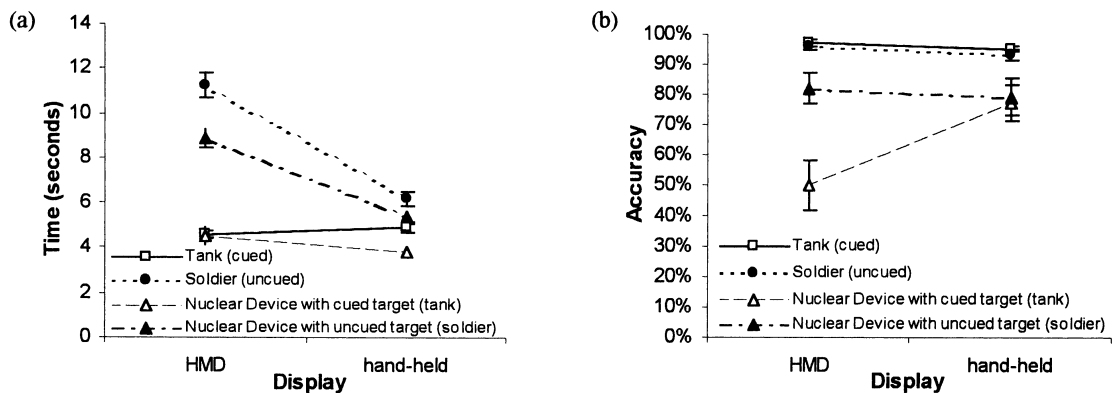 (a)
Time (seconds)
14
12
10
8
6
4
2
0
Tank (cued)
Soldier (uncued)
Nuclear Device with cued target (tank)
Nuclear Device with uncued target (soldier)
HMD
hand-held
Display
(b)
Accuracy
100%
90%
80%
70%
60%
50%
40%
30%
20%
10%
0%
Tank (cued)
Soldier (uncued)
Nuclear Device with cued target (tank)
Nuclear Device with uncued target (soldier)
HMD
hand-held
Display